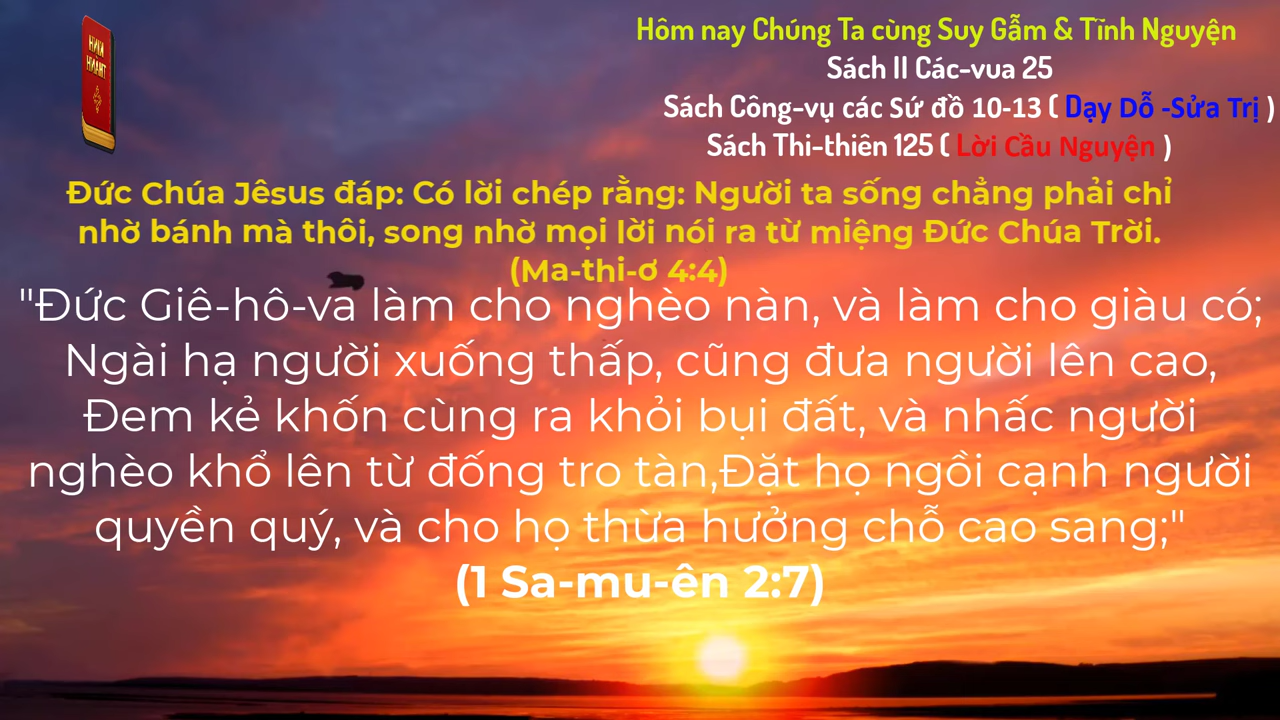 KINH
THÁNH
Hôm nay Chúng Ta cùng Suy Gẫm & Tĩnh Nguyện
Sách II Các-vua 25
Sách Công-vụ các Sứ đồ 10-13 ( Dạy Dỗ -Sửa Trị )
Sách Thi-thiên 125 ( Lời Cầu Nguyện )
Đức Chúa Jêsus đáp: Có lời chép rằng: Người ta sống chẳng phải chỉ
nhờ bánh mà thôi, song nhờ mọi lời nói ra từ miệng Đức Chúa Trời.
(Ma-thi-ơ 4:4)
"Đức Giê-hô-va làm cho nghèo nàn, và làm cho giàu có;
Ngài hạ người xuống thấp, cũng đưa người lên cao,
Đem kẻ khốn cùng ra khỏi bụi đất, và nhấc người
nghèo khổ lên từ đống tro tàn,Đặt họ ngồi cạnh người
quyền quý, và cho họ thừa hưởng chỗ cao sang;"
(1 Sa-mu-ên 2:7)